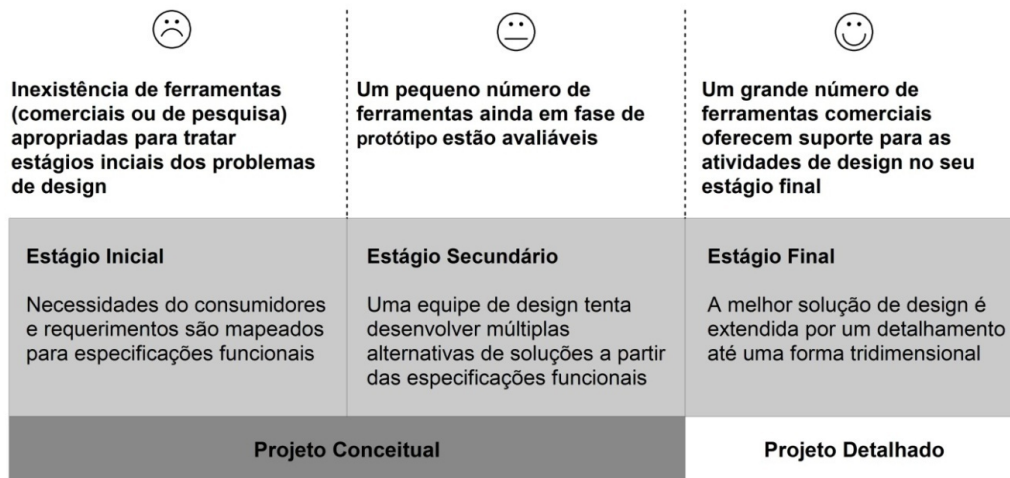 Inexistência de ferramentas
(comerciais ou de pesquisa)
apropriadas para tratar
estágios inciais dos problemas
de design
Um pequeno número de
ferramentas ainda em fase de
protótipo estão avaliáveis
Um grande número de
ferramentas comerciais
oferecem suporte para as
atividades de design no seu
estágio final
Estágio Inicial
Necessidades do consumidores
e requerimentos são mapeados
para especificações funcionais
Estágio Secundário
Uma equipe de design tenta
desenvolver múltiplas
alternativas de soluções a partir
das especificações funcionais
Estágio Final
A melhor solução de design é
extendida por um detalhamento
até uma forma tridimensional
Projeto Conceitual
Projeto Detalhado